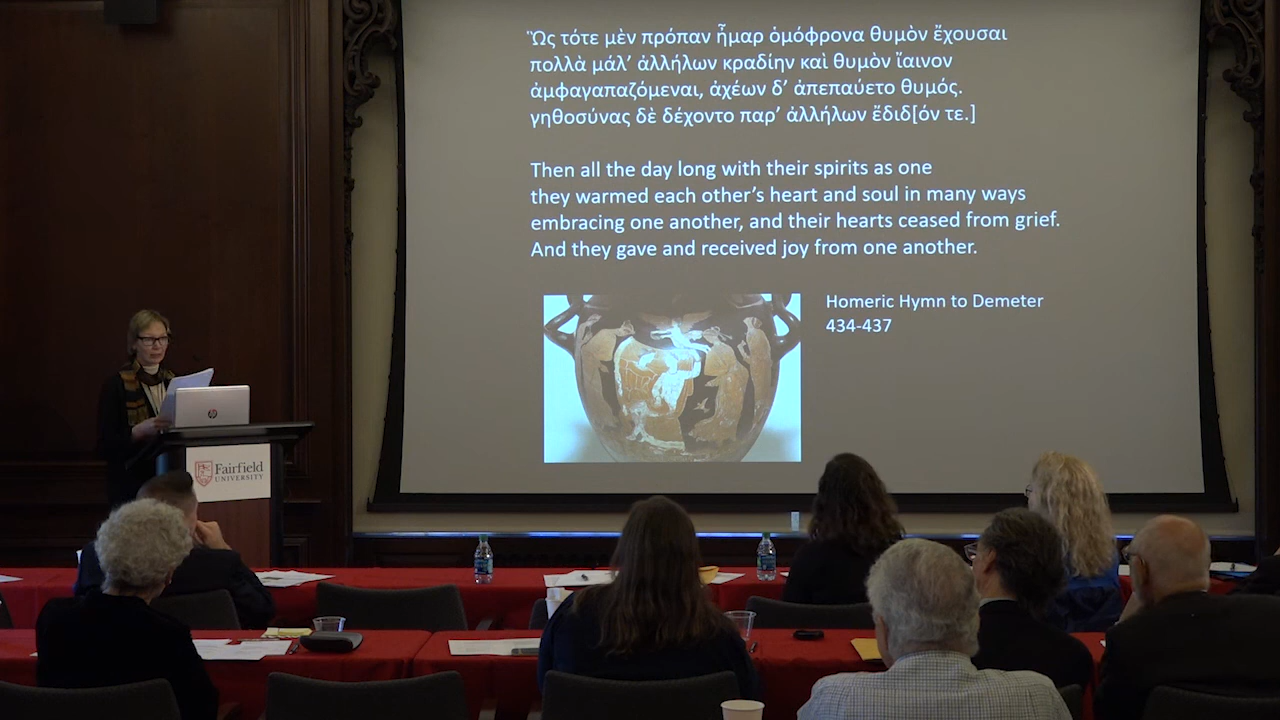 Ὣς τότε μὲν πρόπαν ἦμαρ ὁμόφρονα θυμὸν ἔχουσαι
πολλὰ μάλ’ ἀλλήλων κραδίην καὶ θυμὸν ἴαινον
ἀμφαγαπαζόμεναι, ἀχέων δ’ ἀπεπαύετο θυμός.
γηθοσύνας δὲ δέχοντο παρ’ ἀλλήλων ἔδιδ[όν τε.]
Then all the day long with their spirits as one
they warmed each other’s heart and soul in many ways
embracing one another, and their hearts ceased from grief.
And they gave and received joy from one another.
Homeric Hymn to Demeter
434-437
hp
Fairfield
UNIVERSITY